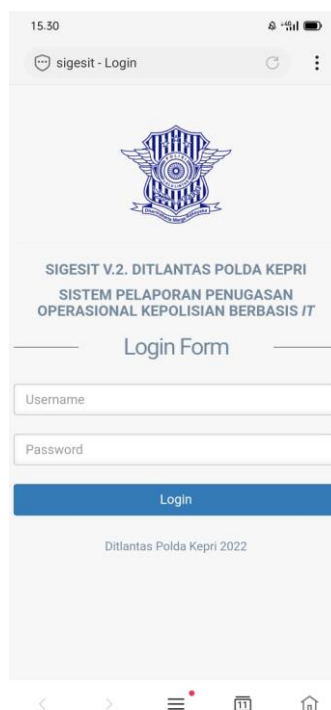 15.30
sigesit - Login
SIGESIT V.2. DITLANTAS POLDA KEPRI
SISTEM PELAPORAN PENUGASAN
OPERASIONAL KEPOLISIAN BERBASIS IT
Login Form
Username
Password
Login
Ditlantas Polda Kepri 2022
11